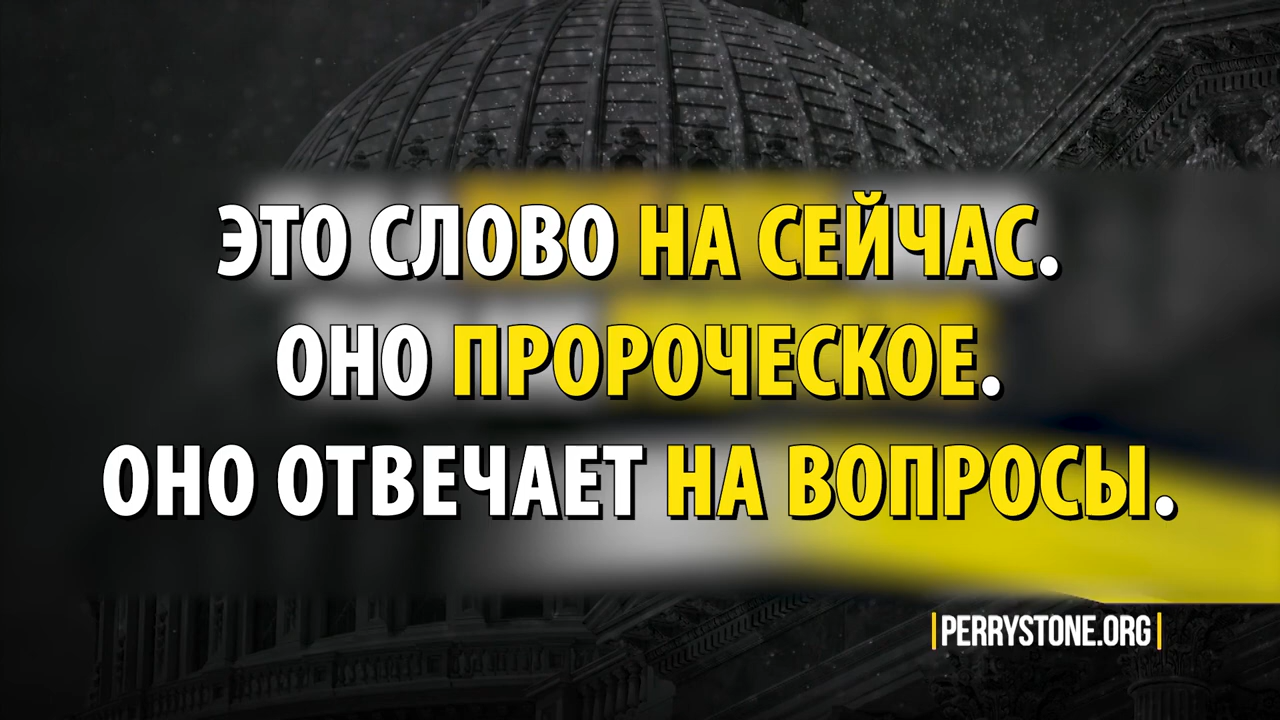 ЭТО СЛОВО НА СЕЙЧАС.
ОНО ПРОРОЧЕСКОЕ.
ОНО ОТВЕЧАЕТ НА ВОПРОСЫ.
|PERRYSTONE.ORG|